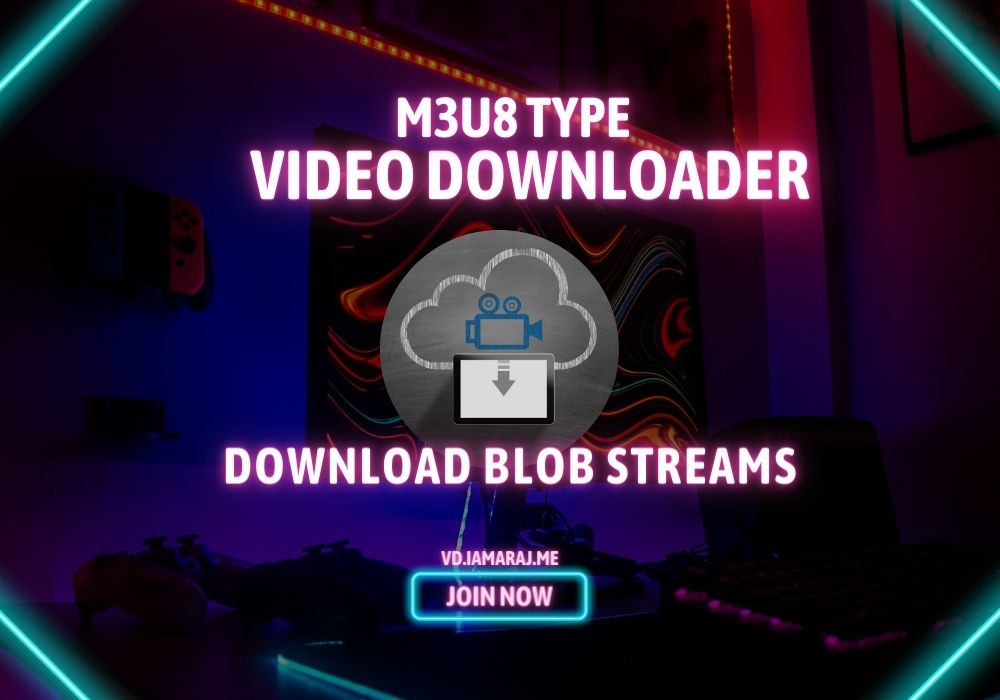 M3U8 TYPE
VIDEO DOWNLOADER
DOWNLOAD BLOB STREAMS
VD.IAMARAJ.ME
JOIN NOW